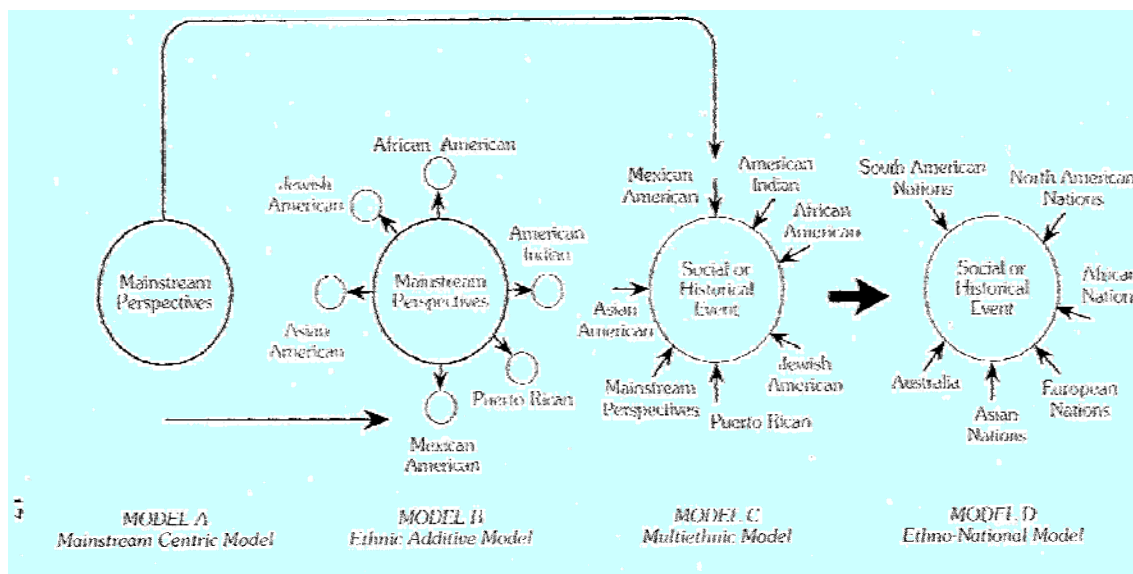 Mainstream
Perspectives
MODEL A
Mainstream Centric Model
African American
Jewish
American
American
Indian
Mainstream
Perspectives
Asian
American
Puerto Rican
Mexican
American
MODEL B
Ethnic Additive Model
Mexican
American
American
Indian
African
American
Social or
Historical
Event
Asian
American
Jewish
American
Mainstream
Perspectives
Puerto Rican
MODEL C
Multiethnic Model
South American
Nations
North American
Nations
African
Nation
Social or
Historical
Event
Australia
European
Nations
Asian
Nations
MODEL D
Ethno-National Model